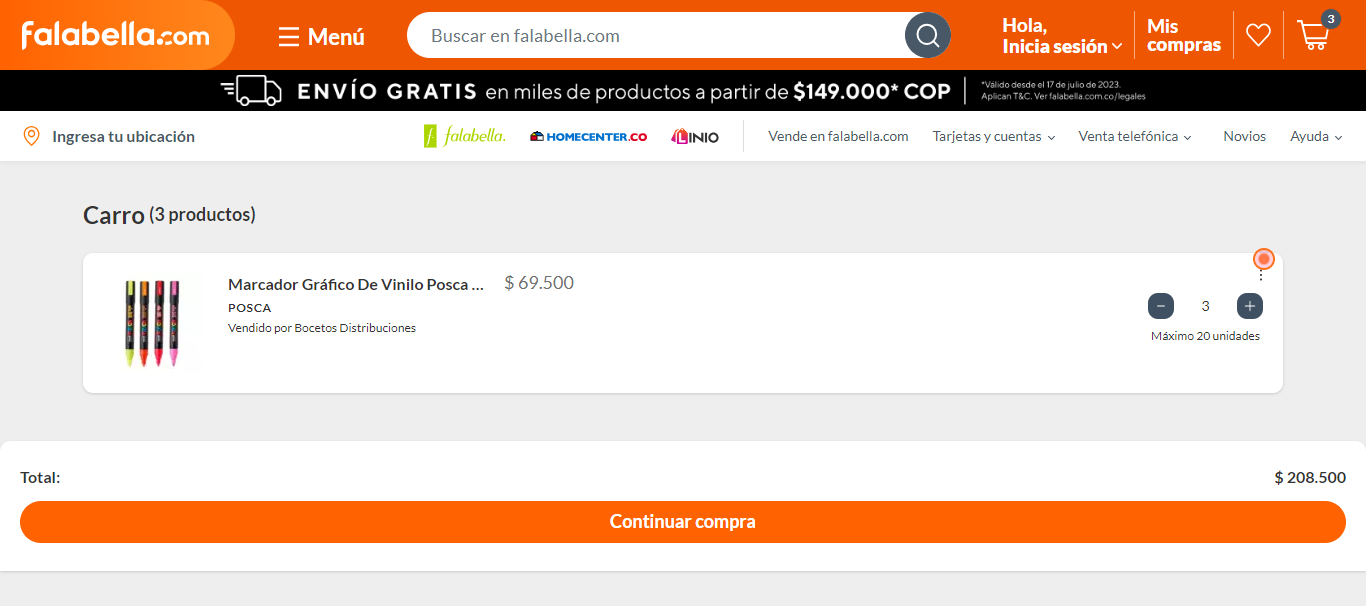 falabella.com
Menú
Buscar en falabella.com
Hola,
Inicia sesión
Mis
compras
3
ENVÍO GRATIS en miles de productos a partir de $149.000* COP
*Válido desde el 17 de julio de 2023.
Aplican T&C. Ver falabella.com.co/legales
Ingresa tu ubicación
f falabella.
HOMECENTER.CO
LINIO
Vende en falabella.com
Tarjetas y cuentas
Venta telefónica
Novios
Ayuda
Carro (3 productos)
Marcador Gráfico De Vinilo Posca ...
$ 69.500
POSCA
Vendido por Bocetos Distribuciones
− 3 +
Máximo 20 unidades
Total:
$ 208.500
Continuar compra